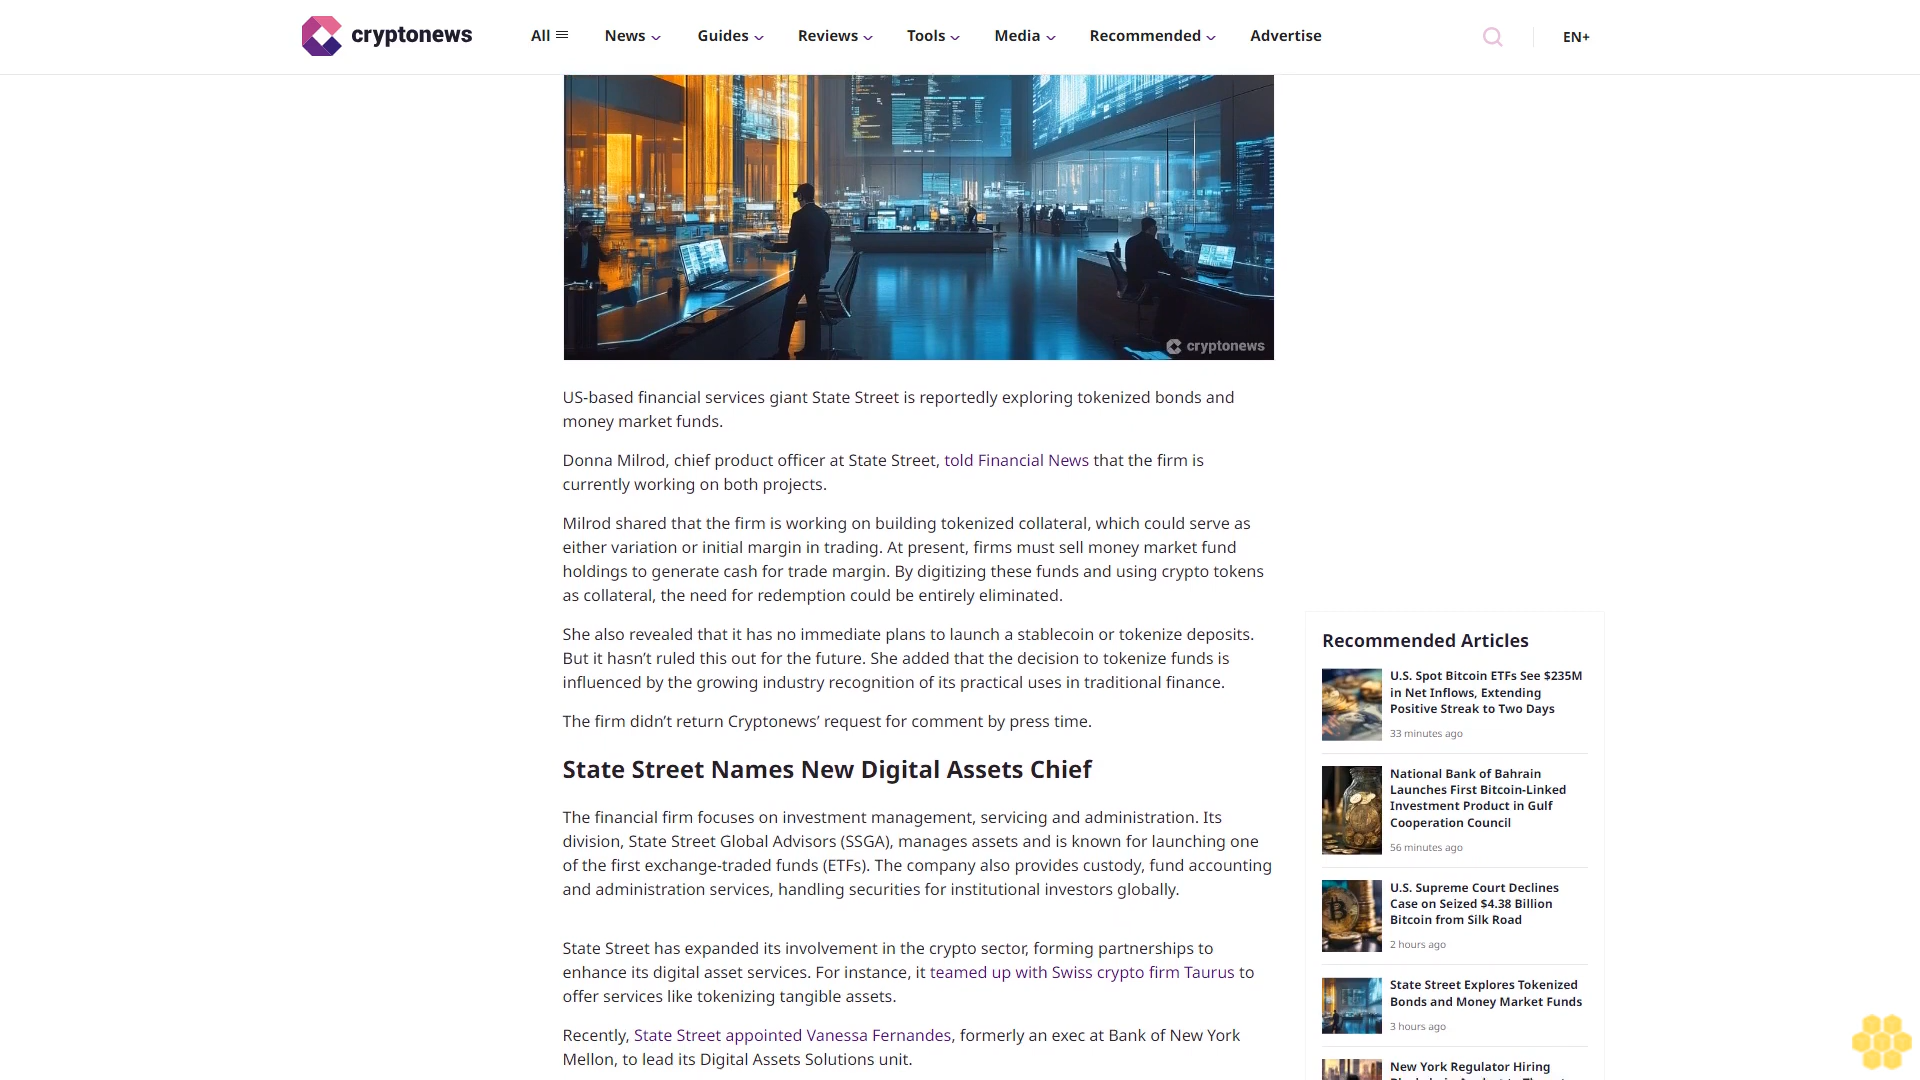 cryptonews
All
News
Guides
Reviews
Tools
Media
Recommended
Advertise
EN+
cryptonews
US-based financial services giant State Street is reportedly exploring tokenized bonds and
money market funds.
Donna Milrod, chief product officer at State Street, told Financial News that the firm is
currently working on both projects.
Milrod shared that the firm is working on building tokenized collateral, which could serve as
either variation or initial margin in trading. At present, firms must sell money market fund
holdings to generate cash for trade margin. By digitizing these funds and using crypto tokens
as collateral, the need for redemption could be entirely eliminated.
She also revealed that it has no immediate plans to launch a stablecoin or tokenize deposits.
But it hasn’t ruled this out for the future. She added that the decision to tokenize funds is
influenced by the growing industry recognition of its practical uses in traditional finance.
The firm didn’t return Cryptonews’ request for comment by press time.
State Street Names New Digital Assets Chief
The financial firm focuses on investment management, servicing and administration. Its
division, State Street Global Advisors (SSGA), manages assets and is known for launching one
of the first exchange-traded funds (ETFs). The company also provides custody, fund accounting
and administration services, handling securities for institutional investors globally.
State Street has expanded its involvement in the crypto sector, forming partnerships to
enhance its digital asset services. For instance, it teamed up with Swiss crypto firm Taurus to
offer services like tokenizing tangible assets.
Recently, State Street appointed Vanessa Fernandes, formerly an exec at Bank of New York
Mellon, to lead its Digital Assets Solutions unit.
Recommended Articles
U.S. Spot Bitcoin ETFs See $235M
in Net Inflows, Extending
Positive Streak to Two Days
33 minutes ago
National Bank of Bahrain
Launches First Bitcoin-Linked
Investment Product in Gulf
Cooperation Council
56 minutes ago
U.S. Supreme Court Declines
Case on Seized $4.38 Billion
Bitcoin from Silk Road
2 hours ago
State Street Explores Tokenized
Bonds and Money Market Funds
3 hours ago
New York Regulator Hiring